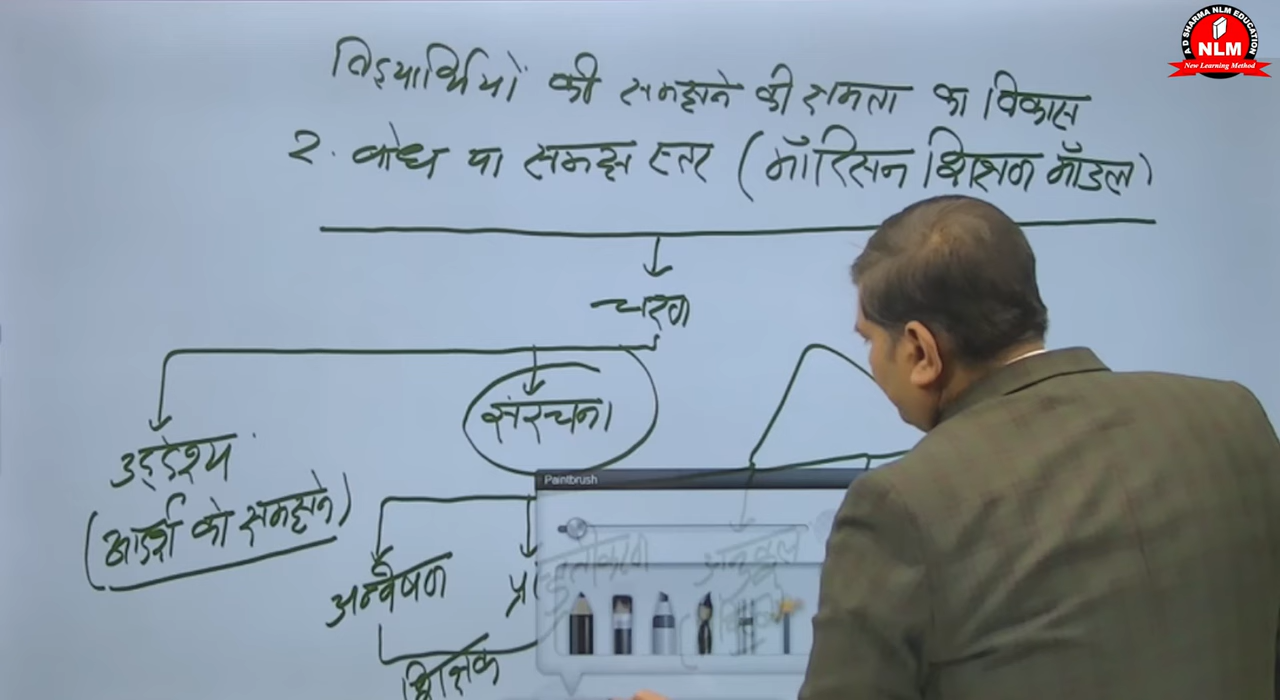 A D SHARMA NLM EDUCATION
NLM
New Learning Method
विद्यार्थियों की समझने की क्षमता का विकास
2. बोध या समझ स्तर (मॉरिसन शिक्षण मॉडल)
चरण
संरचना
उद्देश्य
(आदर्श को समझने)
Paintbrush
अन्वेषण
शिक्षक